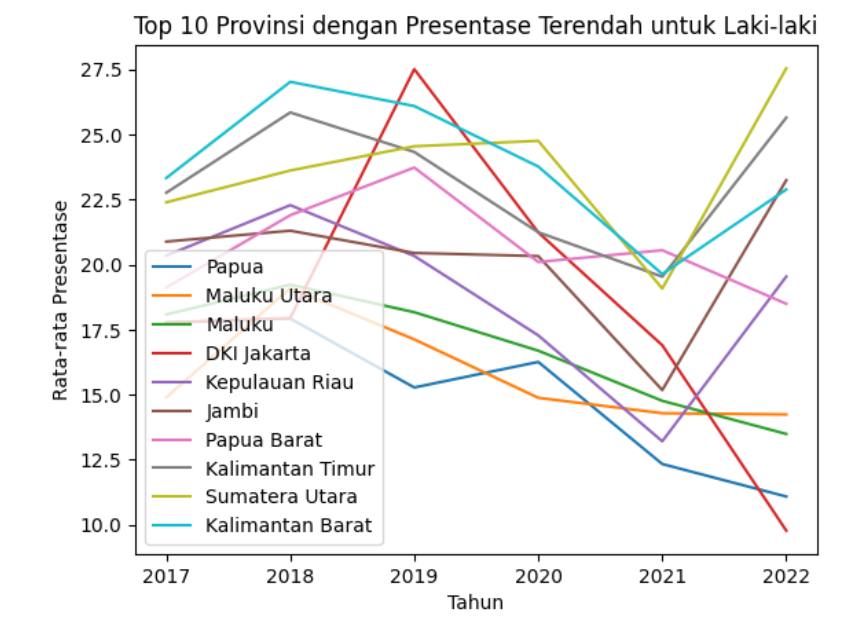 Top 10 Provinsi dengan Presentase Terendah untuk Laki-laki
27.5
25.0
22.5
20.0
17.5
15.0
12.5
10.0
Rata-rata Presentase
Papua
Maluku Utara
Maluku
DKI Jakarta
Kepulauan Riau
Jambi
Papua Barat
Kalimantan Timur
Sumatera Utara
Kalimantan Barat
2017 2018 2019 2020 2021 2022
Tahun